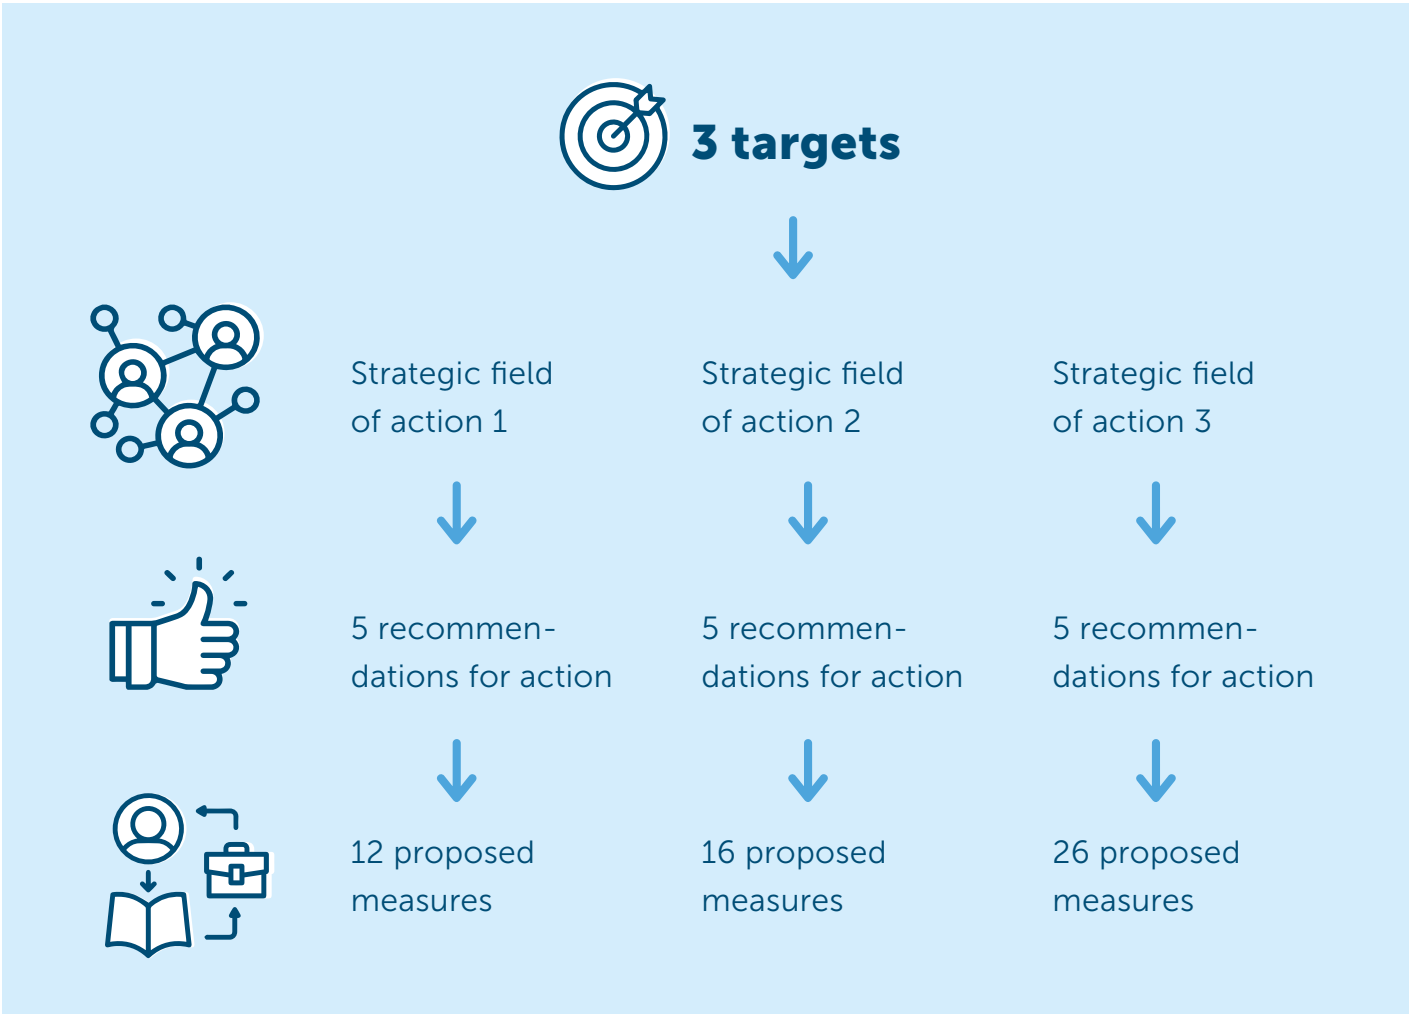 3 targets
Strategic field
of action 1
Strategic field
of action 2
Strategic field
of action 3
5 recommen-
dations for action
5 recommen-
dations for action
5 recommen-
dations for action
12 proposed
measures
16 proposed
measures
26 proposed
measures